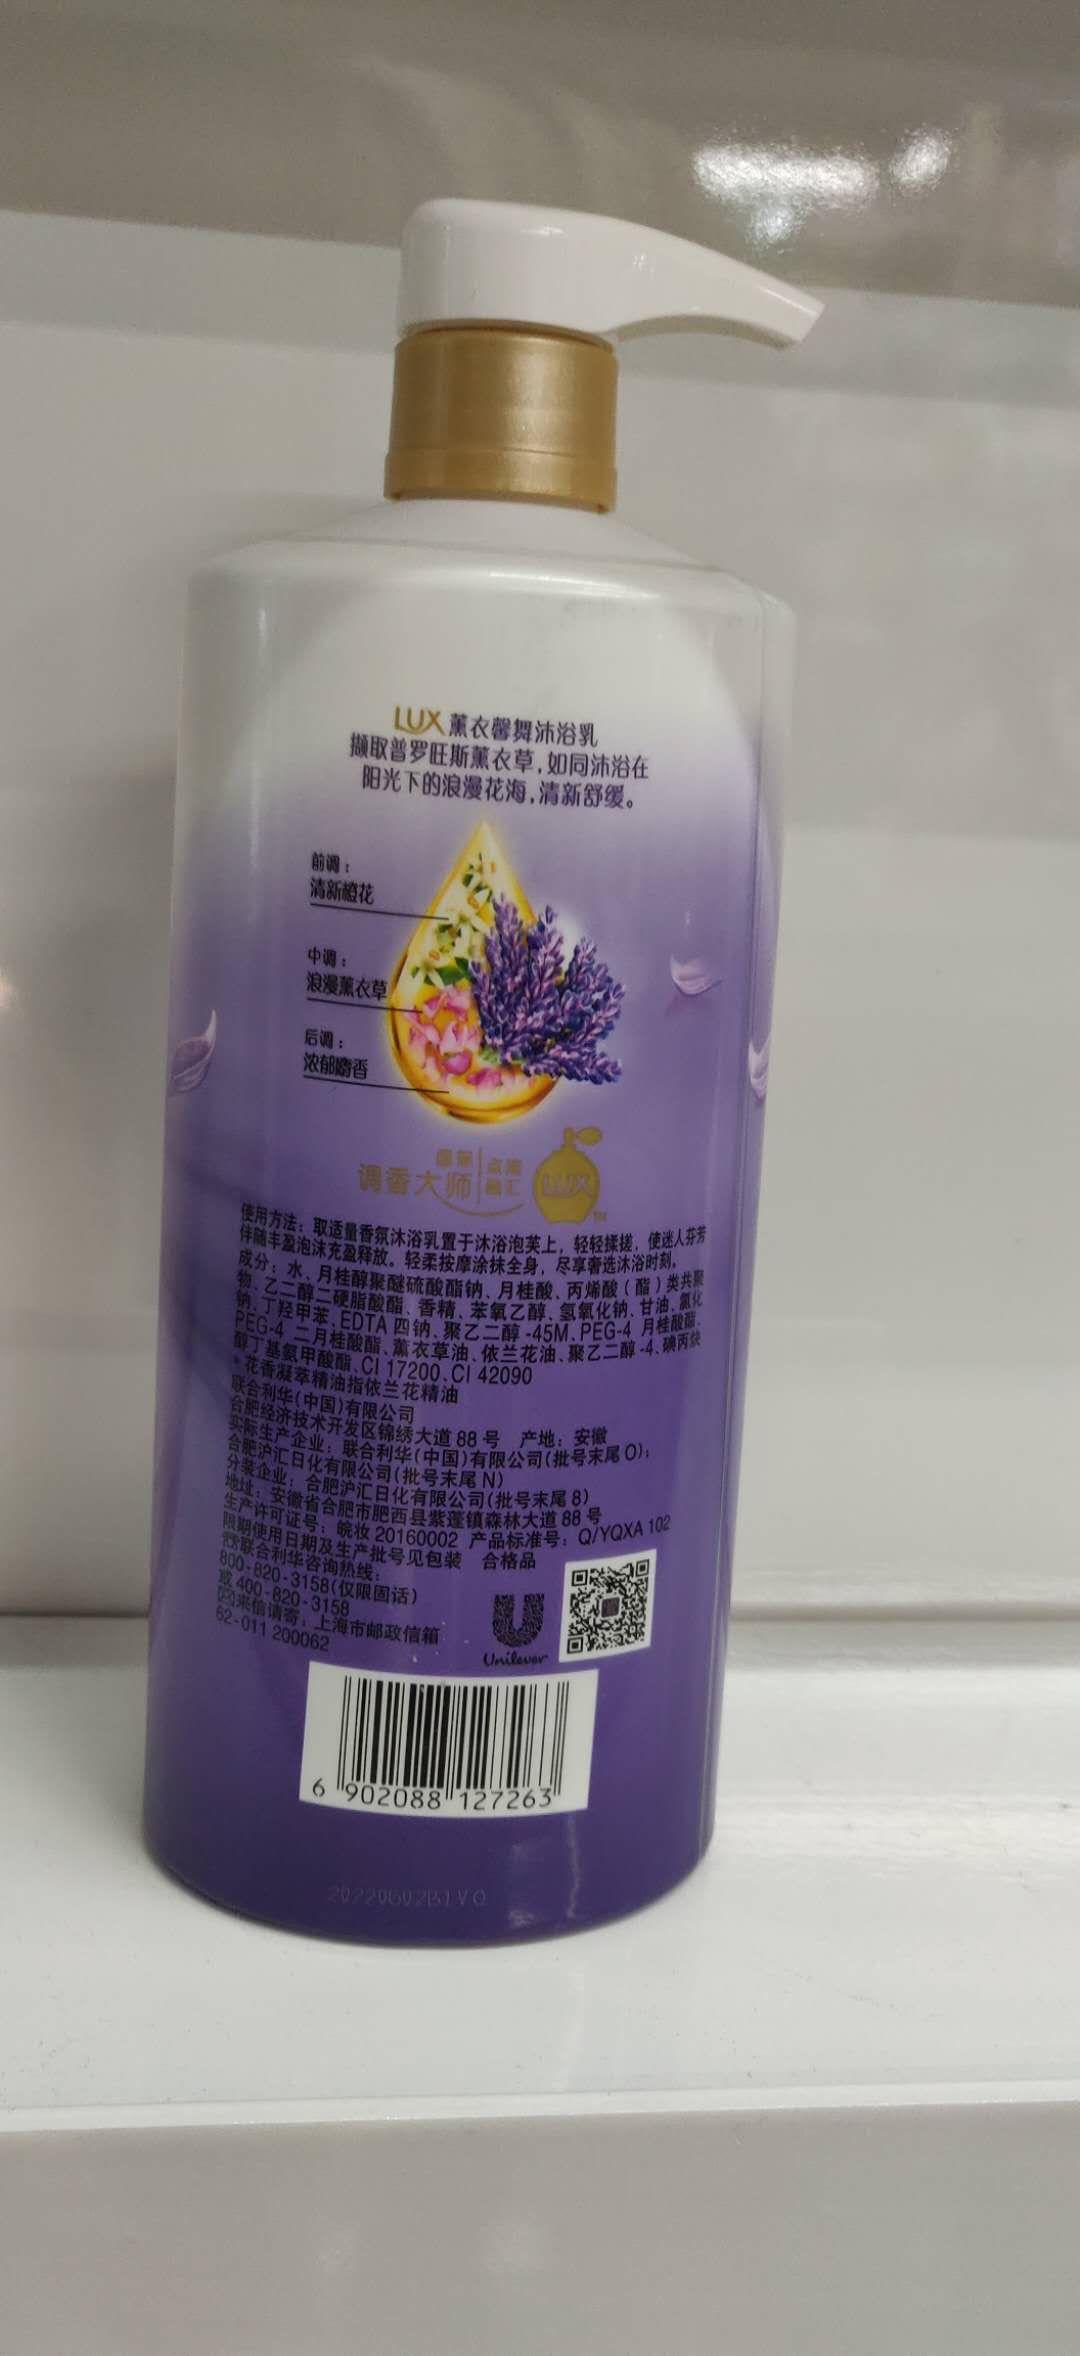 LUX 薰衣馨舞沐浴乳
撷取普罗旺斯薰衣草,如同沐浴在
阳光下的浪漫花海,清新舒缓。
前调:
清新橙花
中调:
浪漫薰衣草
后调:
浓郁麝香
调香大师
LUX
使用方法：取适量香氛沐浴乳置于沐浴泡芙上，轻轻揉搓，使迷人芬芳
伴随丰盈泡沫充盈释放。轻柔按摩涂抹全身，尽享奢选沐浴时刻。
成分：水、月桂醇聚醚硫酸酯钠、月桂酸、丙烯酸（酯）类共聚
物、乙二醇二硬脂酸酯、香精、苯氧乙醇、氢氧化钠、甘油、氯化
钠、丁羟甲苯、EDTA 四钠、聚乙二醇 -45M、PEG-4 月桂酸酯、
PEG-4 二月桂酸酯、薰衣草油、依兰花油、聚乙二醇 -4、碘丙炔
醇丁基氨甲酸酯、CI 17200、CI 42090
* 花香凝萃精油指依兰花精油
联合利华(中国)有限公司
合肥经济技术开发区锦绣大道 88 号 产地：安徽
实际生产企业：联合利华(中国)有限公司(批号末尾 O);
合肥沪汇日化有限公司(批号末尾 N)
分装企业：合肥沪汇日化有限公司(批号末尾 8)
地址：安徽省合肥市肥西县紫蓬镇森林大道 88 号
生产许可证号：皖妆 20160002 产品标准号：Q/YQXA 102
限期使用日期及生产批号见包装 合格品
联合利华咨询热线：
800-820-3158(仅限固话)
或 400-820-3158
来信请寄：上海市邮政信箱
62-011 200062
Unilever
6 902088 127263